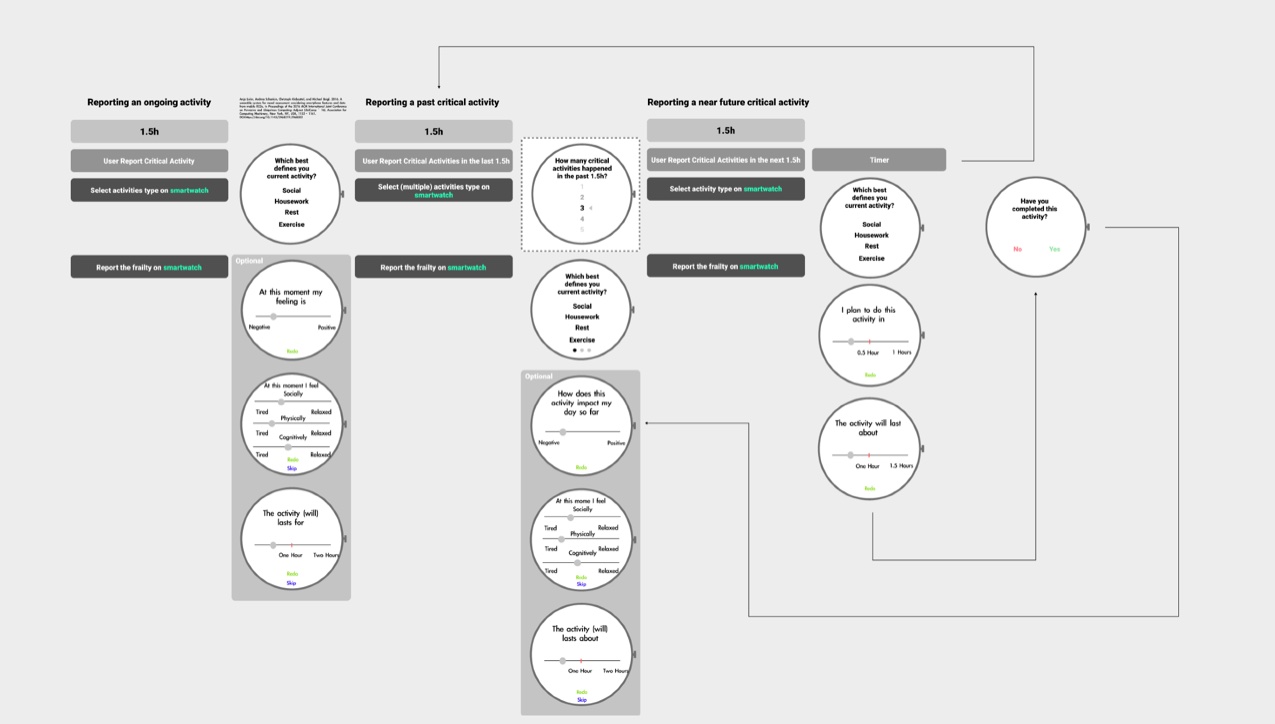 Reporting an ongoing activity
1.5h
User Report Critical Activity
Select activities type on smartwatch
Report the frailty on smartwatch
Which best
defines you
current activity?
Social
Housework
Rest
Exercise
Optional
At this moment my
feeling is
Negative Positive
Redo
At this moment I feel
Socially
Tired Relaxed
Physically
Tired Relaxed
Cognitively
Tired Relaxed
Redo
Skip
The activity (will)
lasts for
One Hour Two Hours
Redo
Skip
Reporting a past critical activity
1.5h
User Report Critical Activities in the last 1.5h
Select (multiple) activities type on
smartwatch
Report the frailty on smartwatch
How many critical
activities happened
in the past 1.5h?
1
2
3
4
5
Which best
defines you
current activity?
Social
Housework
Rest
Exercise
Optional
How does this
activity impact my
day so far
Negative Positive
Redo
At this mome I feel
Socially
Tired Relaxed
Physically
Tired Relaxed
Cognitively
Tired Relaxed
Redo
Skip
The activity (will)
lasts about
One Hour Two Hours
Redo
Skip
Reporting a near future critical activity
1.5h
User Report Critical Activities in the next 1.5h
Select activity type on smartwatch
Report the frailty on smartwatch
Timer
Which best
defines you
current activity?
Social
Housework
Rest
Exercise
I plan to do this
activity in
0.5 Hour 1 Hours
Redo
The activity will last
about
One Hour 1.5 Hours
Redo
Have you
completed this
activity?
No Yes